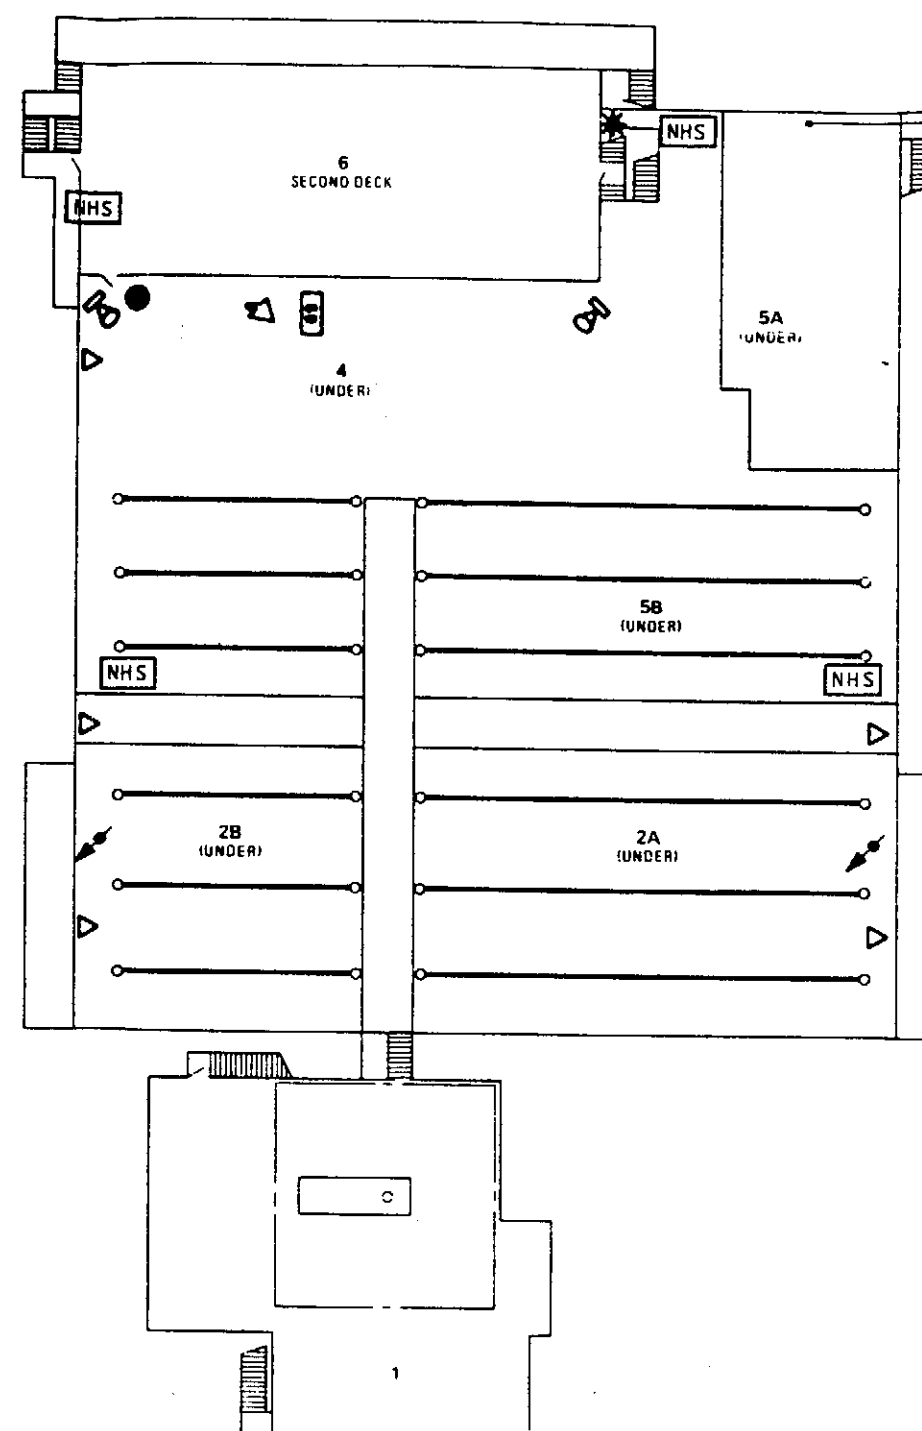 NHS
6
SECOND DECK
NHS
5A
(UNDER)
4
(UNDER)
5B
(UNDER)
NHS
NHS
2B
(UNDER)
2A
(UNDER)
1